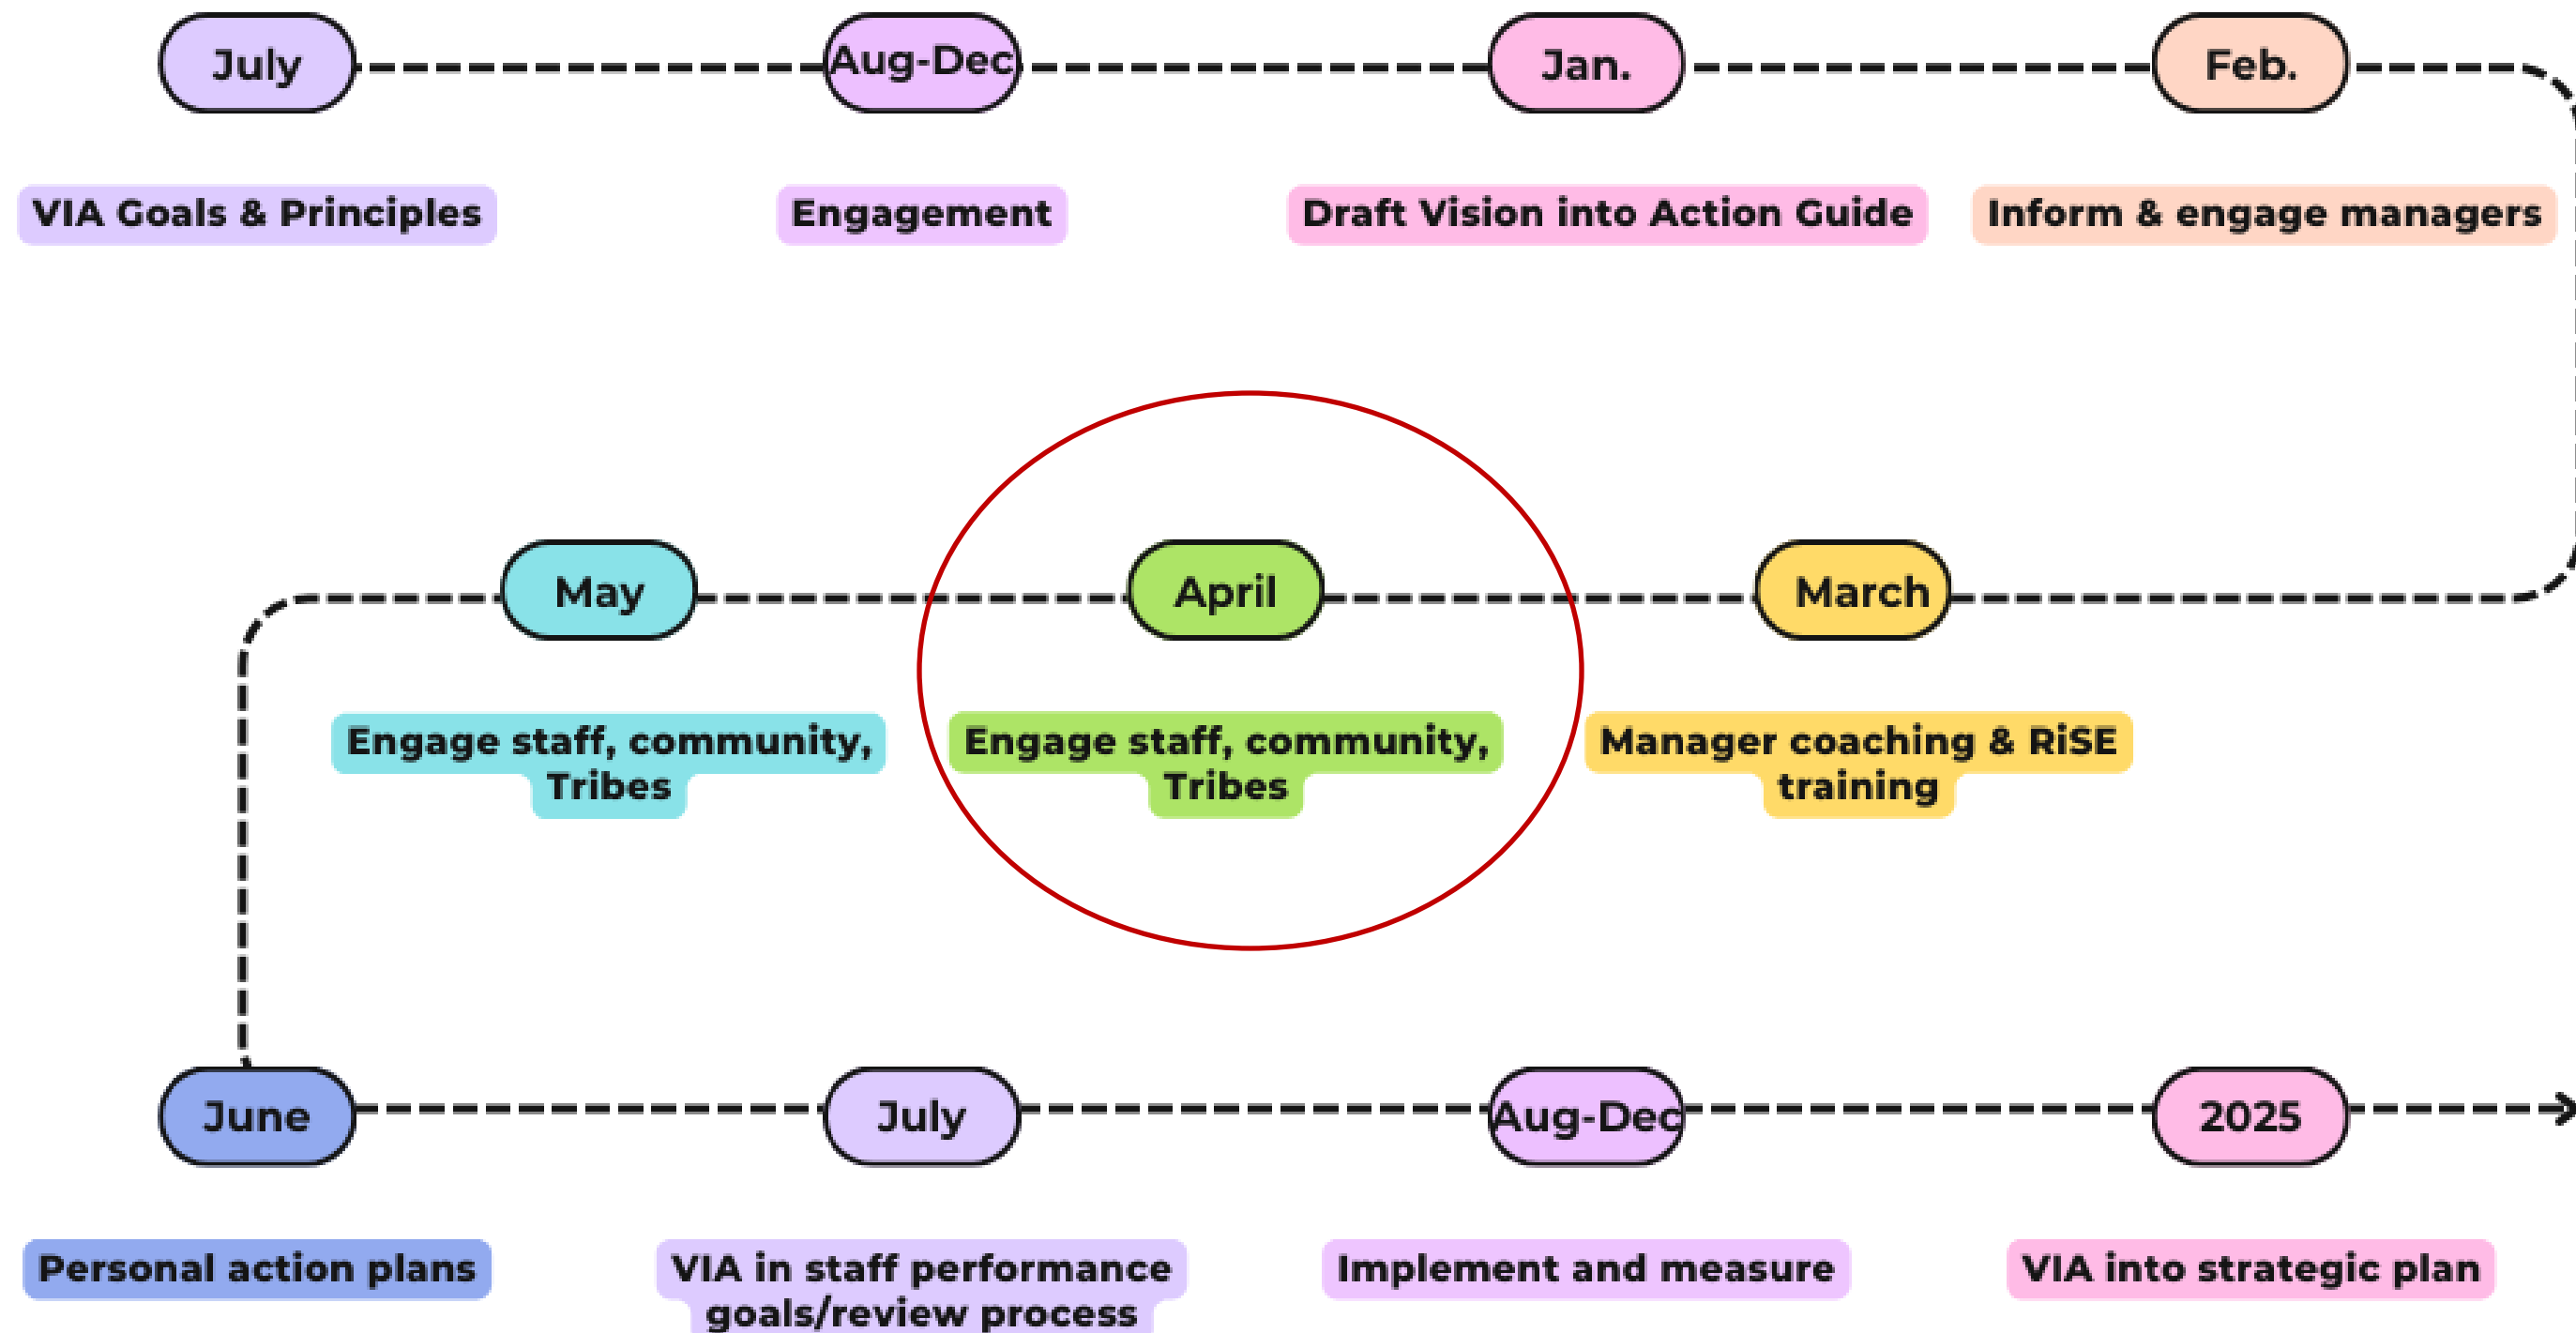 July
Aug-Dec
Jan.
Feb.
VIA Goals & Principles
Engagement
Draft Vision into Action Guide
Inform & engage managers
May
April
March
Engage staff, community,
Tribes
Engage staff, community,
Tribes
Manager coaching & RiSE
training
June
July
Aug-Dec
2025
Personal action plans
VIA in staff performance
goals/review process
Implement and measure
VIA into strategic plan